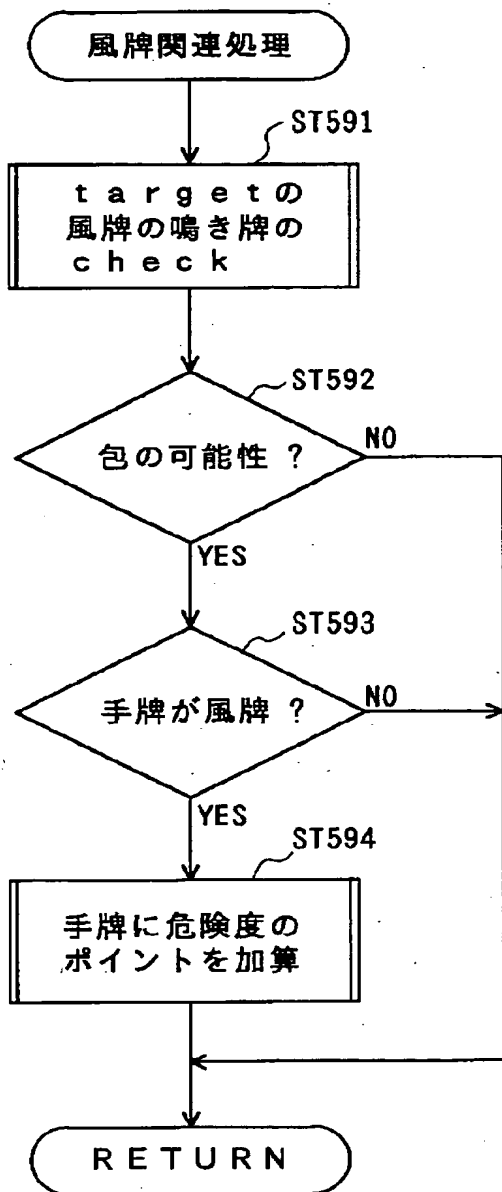 風牌関連処理
ST591
targetの
風牌の鳴き牌の
check
ST592
包の可能性？
NO
YES
ST593
手牌が風牌？
NO
YES
ST594
手牌に危険度の
ポイントを加算
RETURN